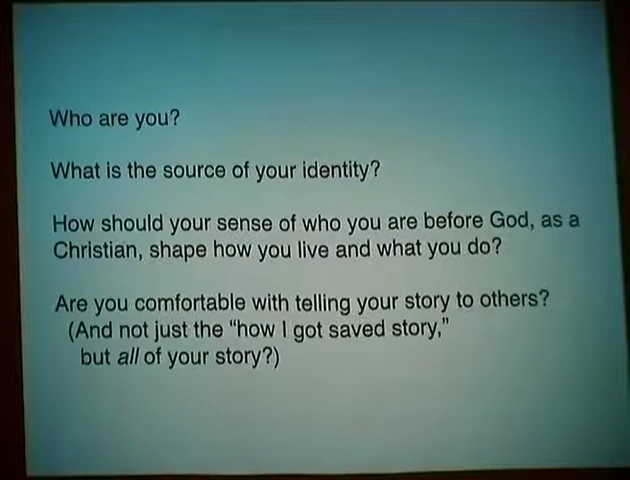 Who are you?
What is the source of your identity?
How should your sense of who you are before God, as a
Christian, shape how you live and what you do?
Are you comfortable with telling your story to others?
(And not just the “how I got saved story,”
but all of your story?)